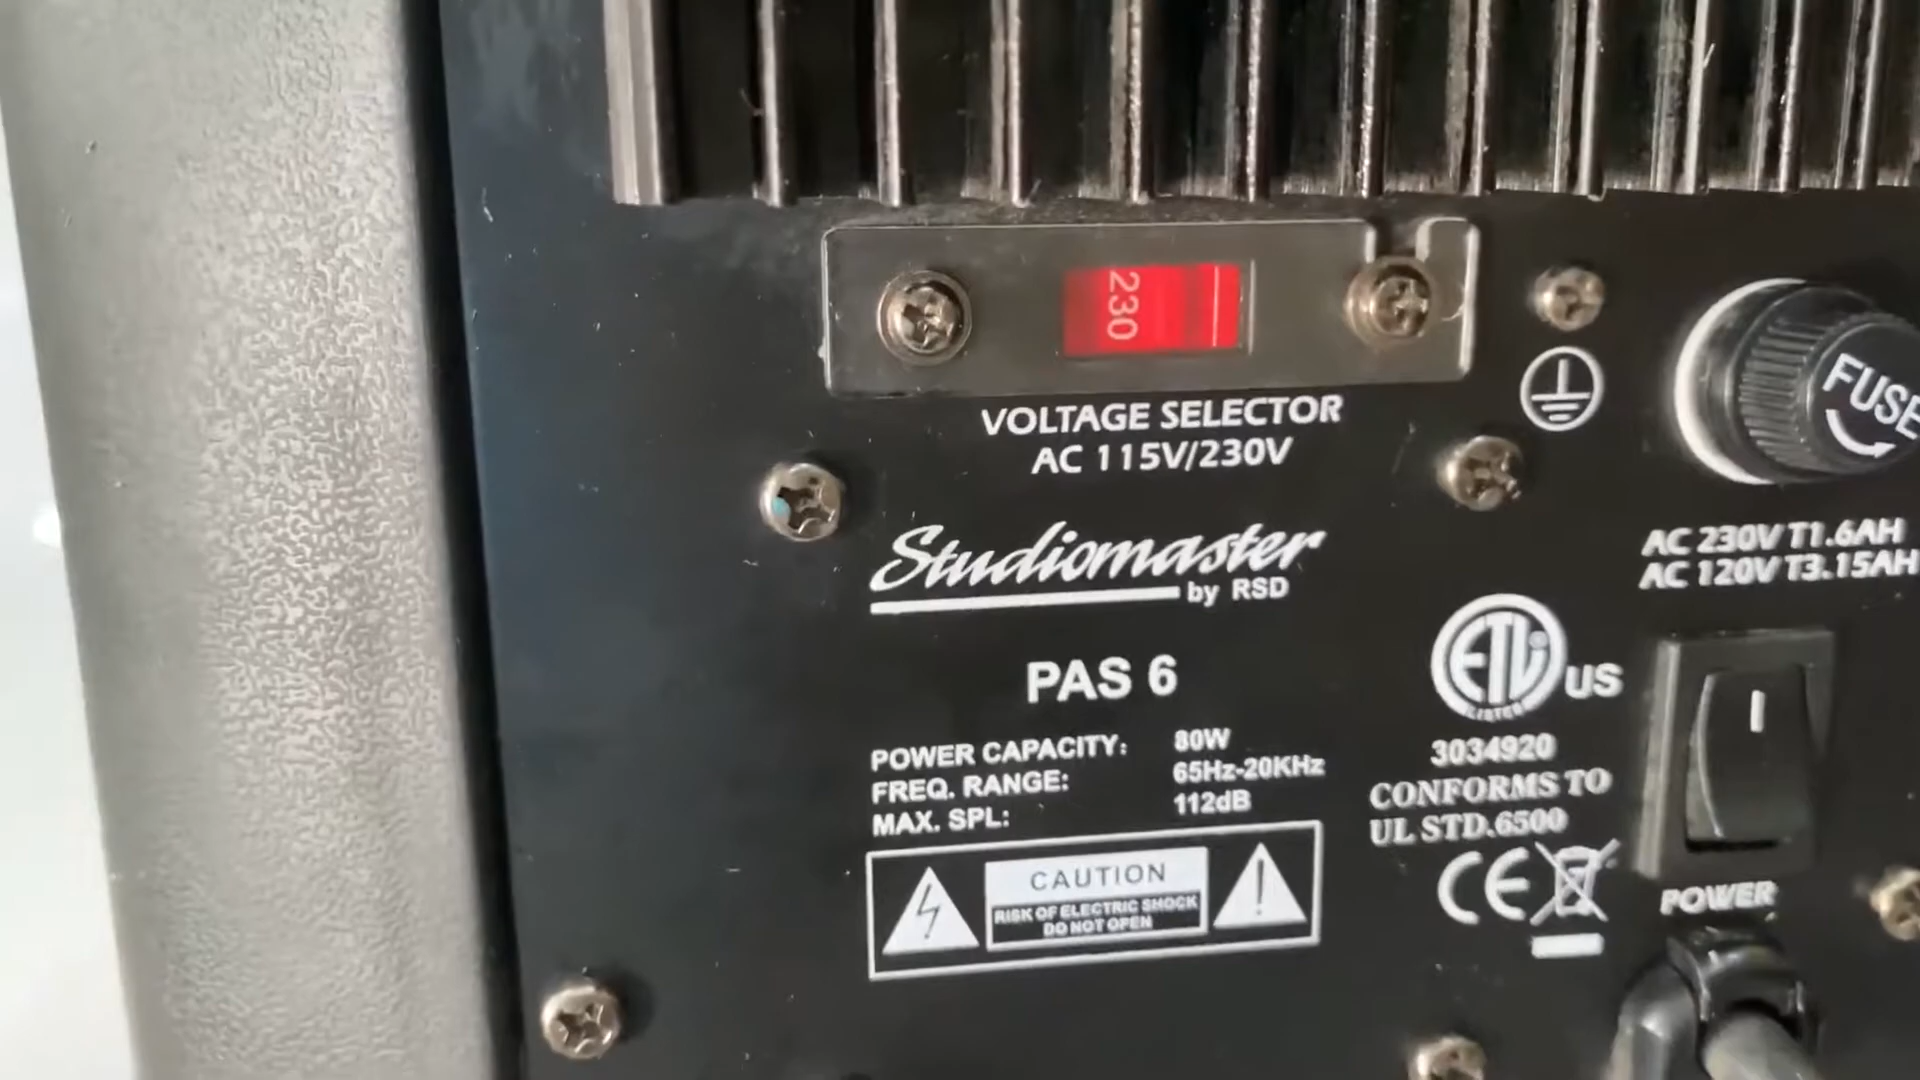 230
VOLTAGE SELECTOR
AC 115V/230V
FUSE
AC 230V T1.6AH
AC 120V T3.15AH
Studiomaster
by RSD
PAS 6
POWER CAPACITY: 80W
FREQ. RANGE: 65Hz-20KHz
MAX. SPL: 112dB
ETL US
LISTED
3034920
CONFORMS TO
UL STD.6500
CE
CAUTION
RISK OF ELECTRIC SHOCK
DO NOT OPEN
POWER